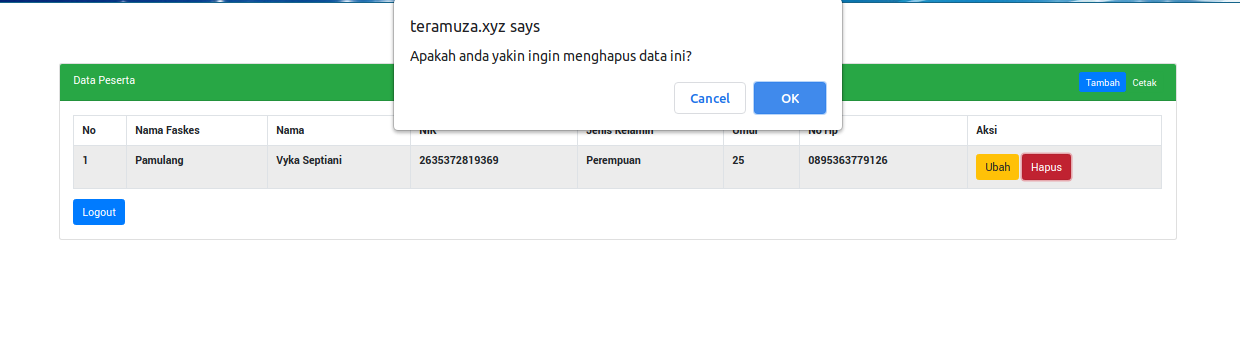 teramuza.xyz says
Apakah anda yakin ingin menghapus data ini?
Cancel OK
Data Peserta Tambah Cetak
No Nama Faskes Nama NIK Jenis Kelamin Umur No Hp Aksi
1 Pamulang Vyka Septiani 2635372819369 Perempuan 25 0895363779126 Ubah Hapus
Logout